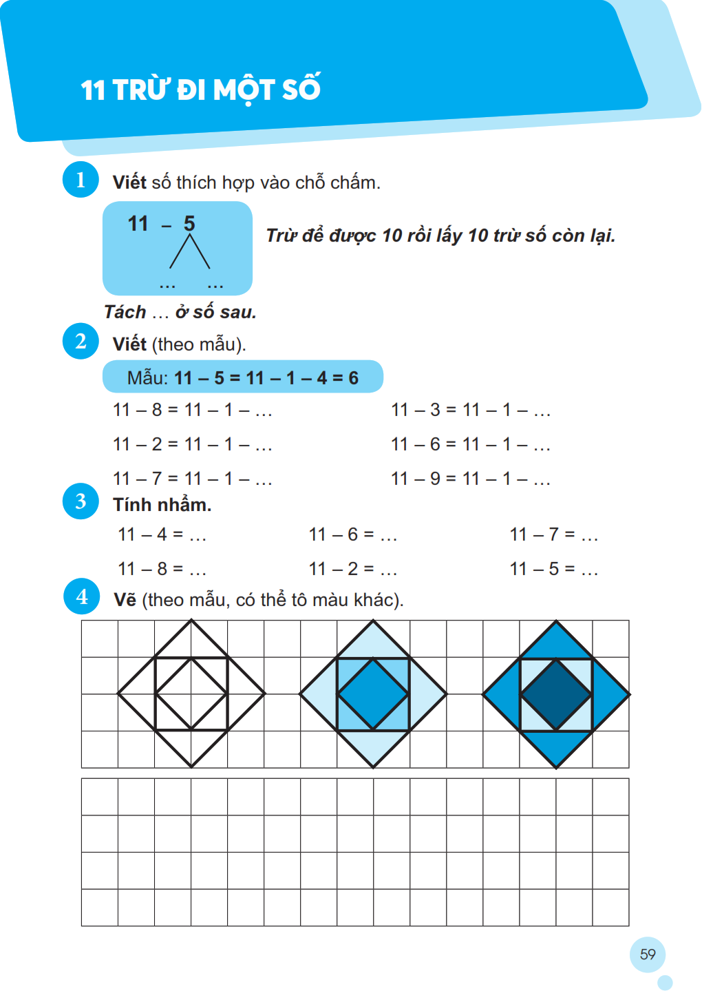 11 TRỪ ĐI MỘT SỐ
1 Viết số thích hợp vào chỗ chấm.
11 – 5
Trừ để được 10 rồi lấy 10 trừ số còn lại.
… …
Tách … ở số sau.
2 Viết (theo mẫu).
Mẫu: 11 – 5 = 11 – 1 – 4 = 6
11 – 8 = 11 – 1 – … 11 – 3 = 11 – 1 – …
11 – 2 = 11 – 1 – … 11 – 6 = 11 – 1 – …
11 – 7 = 11 – 1 – … 11 – 9 = 11 – 1 – …
3 Tính nhẩm.
11 – 4 = … 11 – 6 = … 11 – 7 = …
11 – 8 = … 11 – 2 = … 11 – 5 = …
4 Vẽ (theo mẫu, có thể tô màu khác).
59